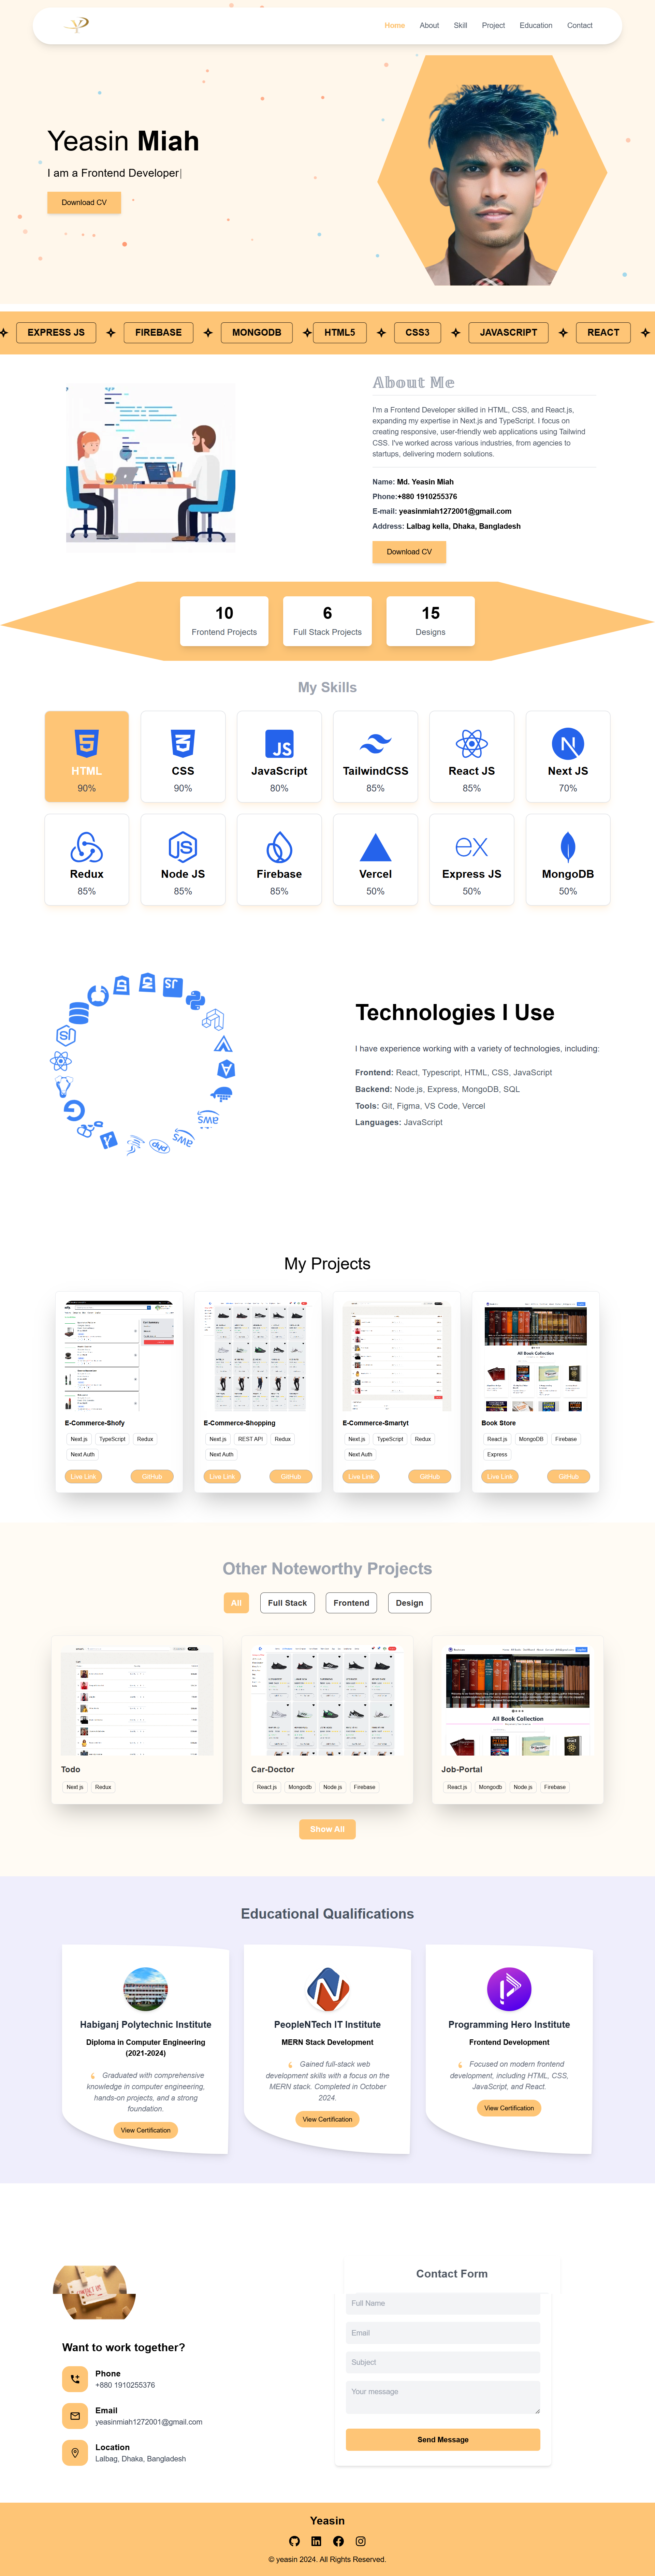 Home About Skill Project Education Contact
Yeasin Miah
I am a Frontend Developer|
Download CV
EXPRESS JS FIREBASE MONGODB HTML5 CSS3 JAVASCRIPT REACT
About Me
I'm a Frontend Developer skilled in HTML, CSS, and React.js,
expanding my expertise in Next.js and TypeScript. I focus on
creating responsive, user-friendly web applications using Tailwind
CSS. I've worked across various industries, from agencies to
startups, delivering modern solutions.
Name: Md. Yeasin Miah
Phone:+880 1910255376
E-mail: yeasinmiah1272001@gmail.com
Address: Lalbag kella, Dhaka, Bangladesh
Download CV
10 6 15
Frontend Projects Full Stack Projects Designs
My Skills
HTML CSS JavaScript TailwindCSS React JS Next JS
90% 90% 80% 85% 85% 70%
Redux Node JS Firebase Vercel Express JS MongoDB
85% 85% 85% 50% 50% 50%
Technologies I Use
I have experience working with a variety of technologies, including:
Frontend: React, Typescript, HTML, CSS, JavaScript
Backend: Node.js, Express, MongoDB, SQL
Tools: Git, Figma, VS Code, Vercel
Languages: JavaScript
My Projects
All Book Collection
E-Commerce-Shofy E-Commerce-Shopping E-Commerce-Smartyt Book Store
Next js TypeScript Redux Next js REST API Redux Next js TypeScript Redux React js MongoDB Firebase
Next Auth Next Auth Next Auth Express
Live Link GitHub Live Link GitHub Live Link GitHub Live Link GitHub
Other Noteworthy Projects
All Full Stack Frontend Design
All Book Collection
Todo Car-Doctor Job-Portal
Next js Redux React js Mongodb Node js Firebase React js Mongodb Node js Firebase
Show All
Educational Qualifications
Habiganj Polytechnic Institute
Diploma in Computer Engineering
(2021-2024)
Graduated with comprehensive
knowledge in computer engineering,
hands-on projects, and a strong
foundation.
View Certification
PeopleNTech IT Institute
MERN Stack Development
Gained full-stack web
development skills with a focus on the
MERN stack. Completed in October
2024.
View Certification
Programming Hero Institute
Frontend Development
Focused on modern frontend
development, including HTML, CSS,
JavaScript, and React.
View Certification
Want to work together?
Phone
+880 1910255376
Email
yeasinmiah1272001@gmail.com
Location
Lalbag, Dhaka, Bangladesh
Contact Form
Full Name
Email
Subject
Your message
Send Message
Yeasin
© yeasin 2024. All Rights Reserved.